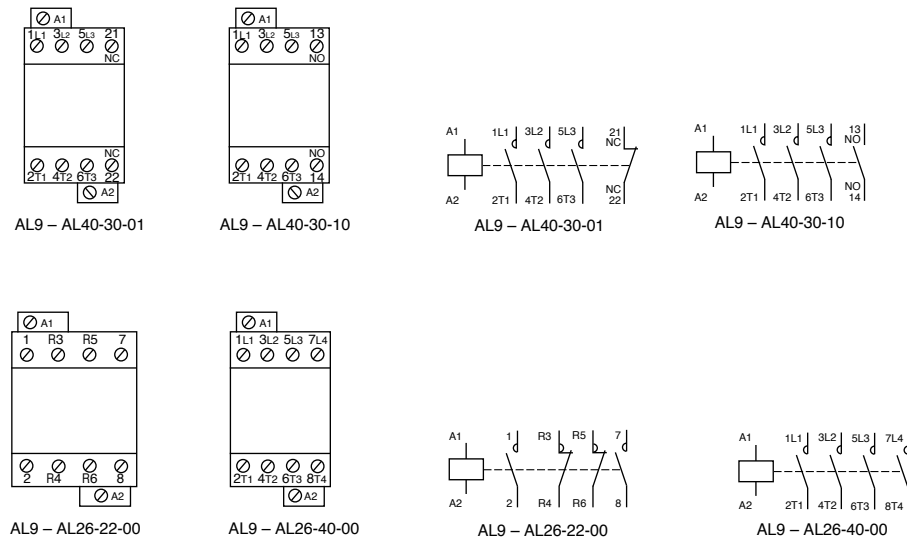 A1
1L1 3L2 5L3 21
NC
NC
2T1 4T2 6T3 22
A2
AL9 – AL40-30-01
A1
1L1 3L2 5L3 13
NO
NO
2T1 4T2 6T3 14
A2
AL9 – AL40-30-10
A1 1L1 3L2 5L3 21
NC
NC
A2 2T1 4T2 6T3 22
AL9 – AL40-30-01
A1 1L1 3L2 5L3 13
NO
NO
A2 2T1 4T2 6T3 14
AL9 – AL40-30-10
A1
1 R3 R5 7
2 R4 R6 8
A2
AL9 – AL26-22-00
A1
1L1 3L2 5L3 7L4
2T1 4T2 6T3 8T4
A2
AL9 – AL26-40-00
A1 1 R3 R5 7
A2 2 R4 R6 8
AL9 – AL26-22-00
A1 1L1 3L2 5L3 7L4
A2 2T1 4T2 6T3 8T4
AL9 – AL26-40-00